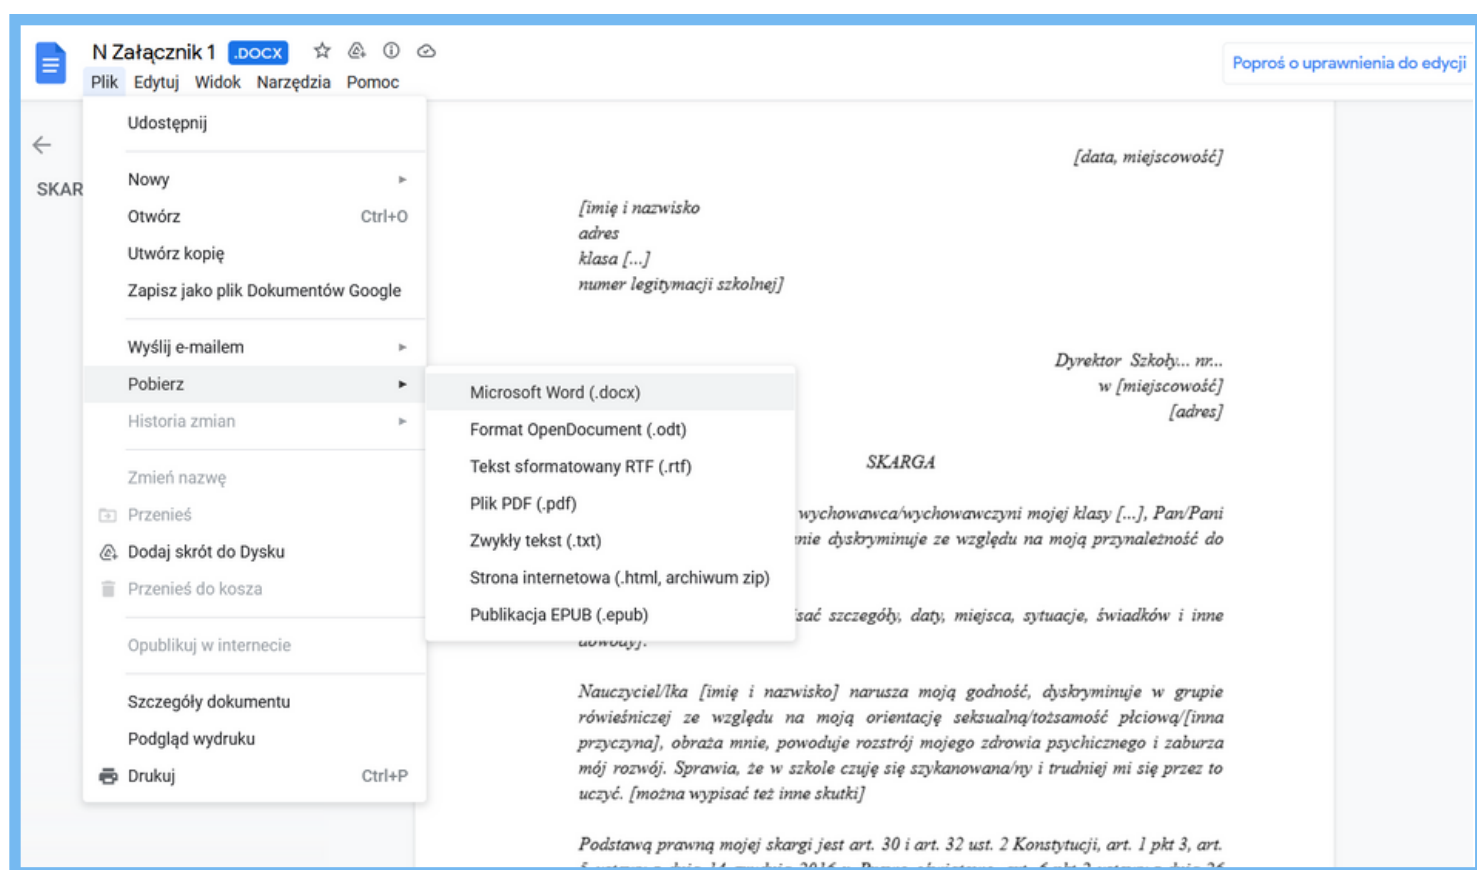 N Załącznik 1 .DOCX
Plik Edytuj Widok Narzędzia Pomoc
Poproś o uprawnienia do edycji
SKAR
Udostępnij
Nowy
Otwórz Ctrl+O
Utwórz kopię
Zapisz jako plik Dokumentów Google
Wyślij e-mailem
Pobierz
Historia zmian
Zmień nazwę
Przenieś
Dodaj skrót do Dysku
Przenieś do kosza
Opublikuj w internecie
Szczegóły dokumentu
Podgląd wydruku
Drukuj Ctrl+P
Microsoft Word (.docx)
Format OpenDocument (.odt)
Tekst sformatowany RTF (.rtf)
Plik PDF (.pdf)
Zwykły tekst (.txt)
Strona internetowa (.html, archiwum zip)
Publikacja EPUB (.epub)
[data, miejscowość]
[imię i nazwisko
adres
klasa [...]
numer legitymacji szkolnej]
Dyrektor Szkoły... nr...
w [miejscowość]
[adres]
SKARGA
wychowawca/wychowawczyni mojej klasy [...], Pan/Pani
nie dyskryminuje ze względu na moją przynależność do
sać szczegóły, daty, miejsca, sytuacje, świadków i inne
dowody].
Nauczyciel/lka [imię i nazwisko] narusza moją godność, dyskryminuje w grupie
rówieśniczej ze względu na moją orientację seksualną/tożsamość płciową/[inna
przyczyna], obraża mnie, powoduje rozstrój mojego zdrowia psychicznego i zaburza
mój rozwój. Sprawia, że w szkole czuję się szykanowana/ny i trudniej mi się przez to
uczyć. [można wypisać też inne skutki]
Podstawą prawną mojej skargi jest art. 30 i art. 32 ust. 2 Konstytucji, art. 1 pkt 3, art.